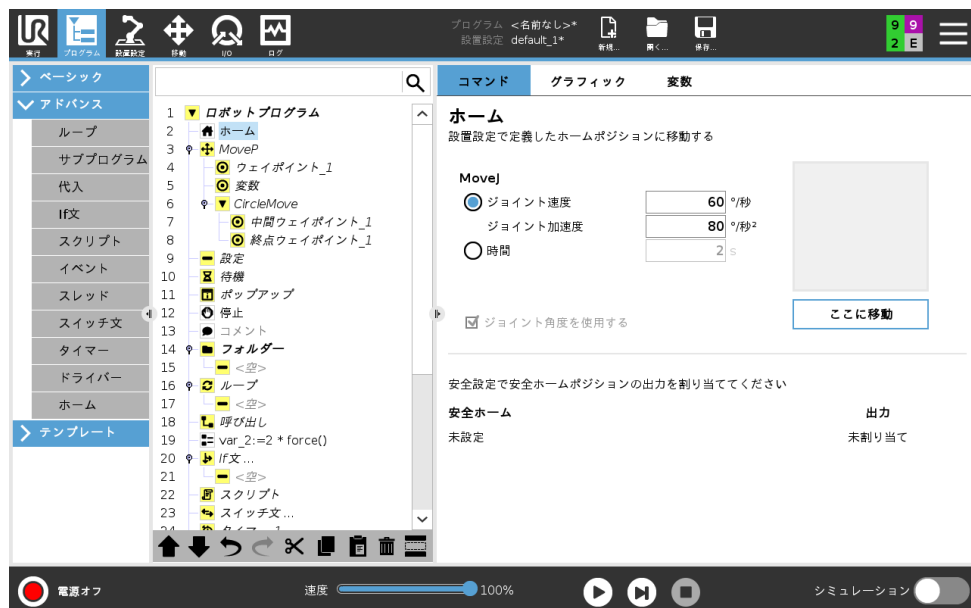 プログラム <名前なし>*
設置設定 default_1*
実行 プログラム 設置設定 移動 I/O ログ 新規... 開く... 保存...
9 9
2 E
ベーシック
アドバンス
ループ
サブプログラム
代入
If文
スクリプト
イベント
スレッド
スイッチ文
タイマー
ドライバー
ホーム
テンプレート
1 ロボットプログラム
2 ホーム
3 MoveP
4 ウェイポイント_1
5 変数
6 CircleMove
7 中間ウェイポイント_1
8 終点ウェイポイント_1
9 設定
10 待機
11 ポップアップ
12 停止
13 コメント
14 フォルダー
15 <空>
16 ループ
17 <空>
18 呼び出し
19 var_2:=2 * force()
20 If文...
21 <空>
22 スクリプト
23 スイッチ文...
コマンド グラフィック 変数
ホーム
設置設定で定義したホームポジションに移動する
MoveJ
ジョイント速度 60 °/秒
ジョイント加速度 80 °/秒²
時間 2 s
ここに移動
ジョイント角度を使用する
安全設定で安全ホームポジションの出力を割り当ててください
安全ホーム 出力
未設定 未割り当て
電源オフ 速度 100% シミュレーション